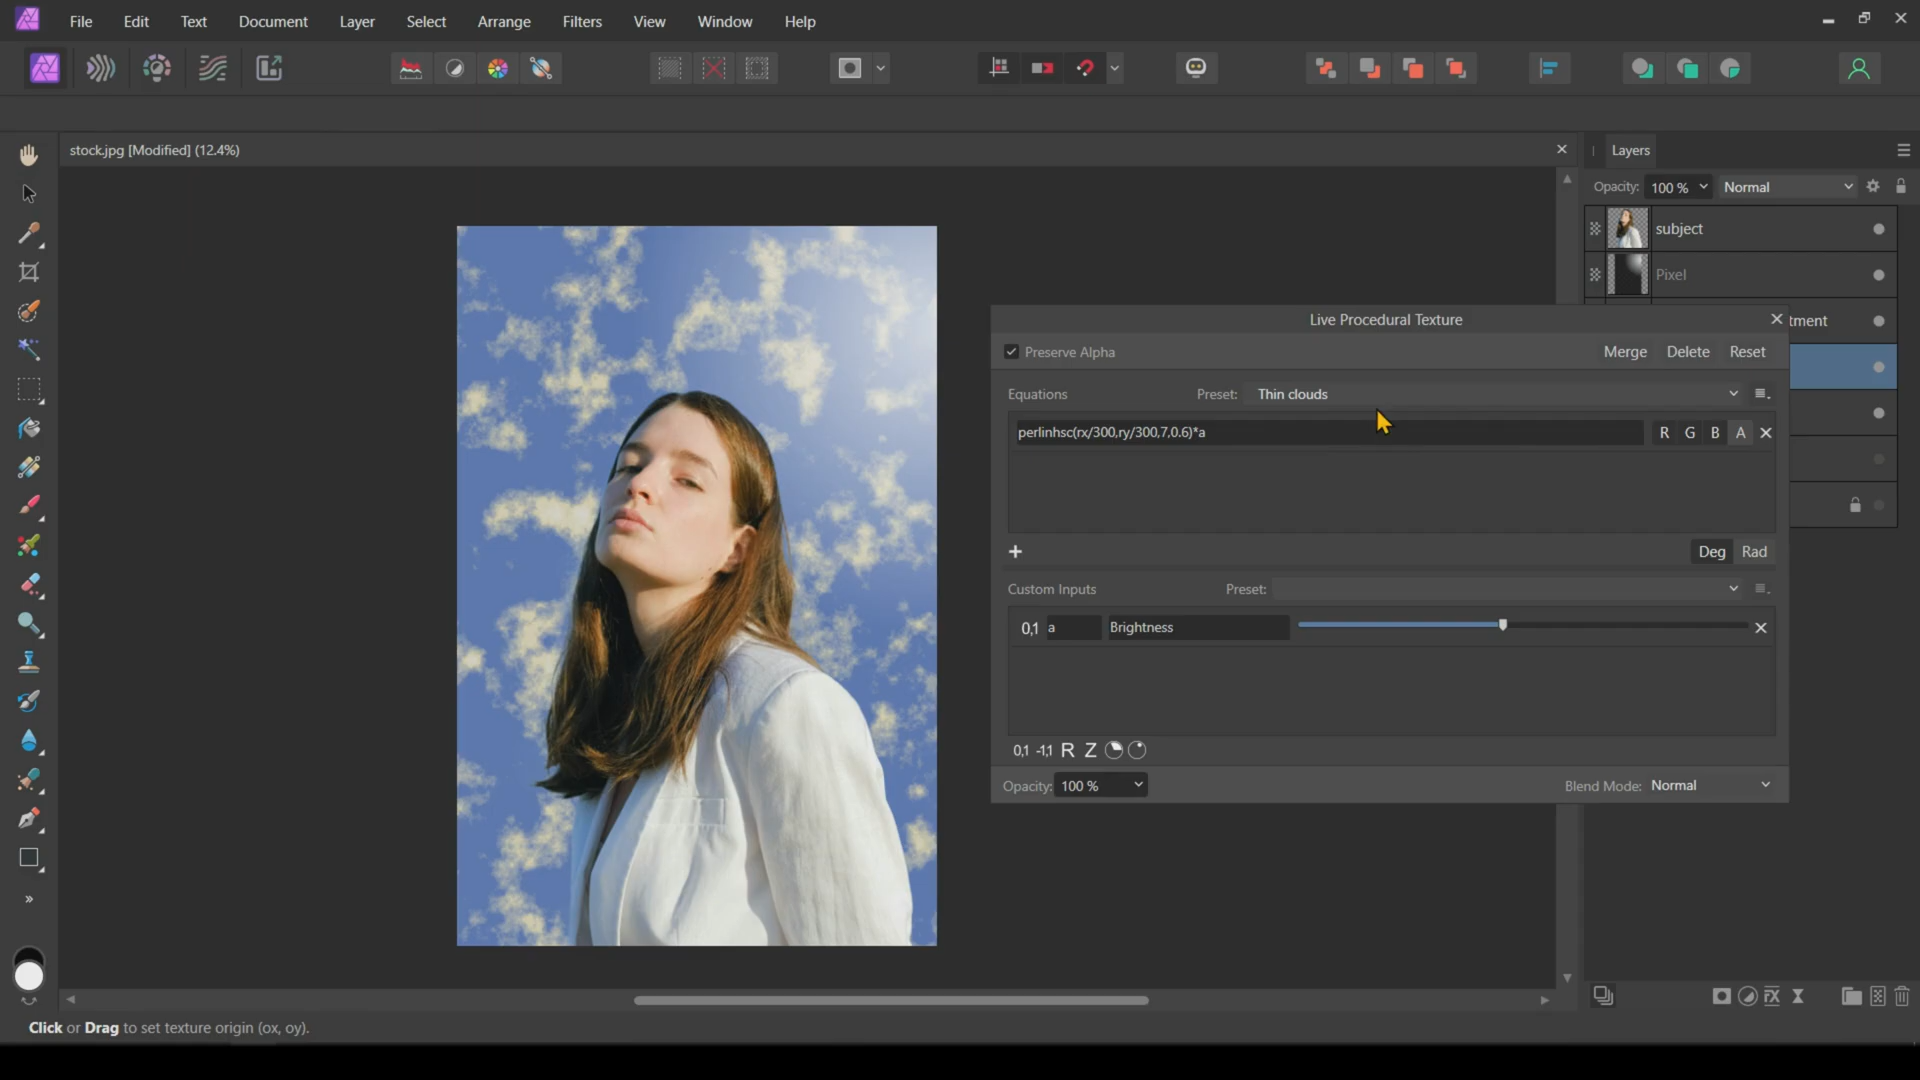 File Edit Text Document Layer Select Arrange Filters View Window Help
stock.jpg [Modified] (12.4%)
Layers
Opacity: 100 % Normal
subject
Pixel
Live Procedural Texture
tment
Preserve Alpha Merge Delete Reset
Equations Preset: Thin clouds
perlinhsc(rx/300,ry/300,7,0.6)*a R G B A
Deg Rad
Custom Inputs Preset:
0,1 a Brightness
0,1 -1,1 R Z
Opacity: 100 % Blend Mode: Normal
Click or Drag to set texture origin (ox, oy).